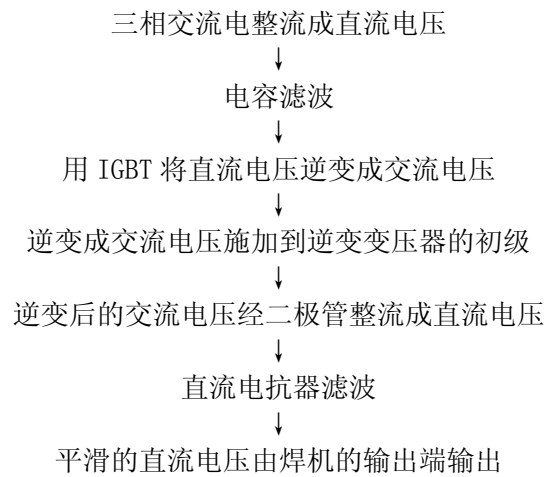 三相交流电整流成直流电压
↓
电容滤波
↓
用 IGBT 将直流电压逆变成交流电压
↓
逆变成交流电压施加到逆变变压器的初级
↓
逆变后的交流电压经二极管整流成直流电压
↓
直流电抗器滤波
↓
平滑的直流电压由焊机的输出端输出